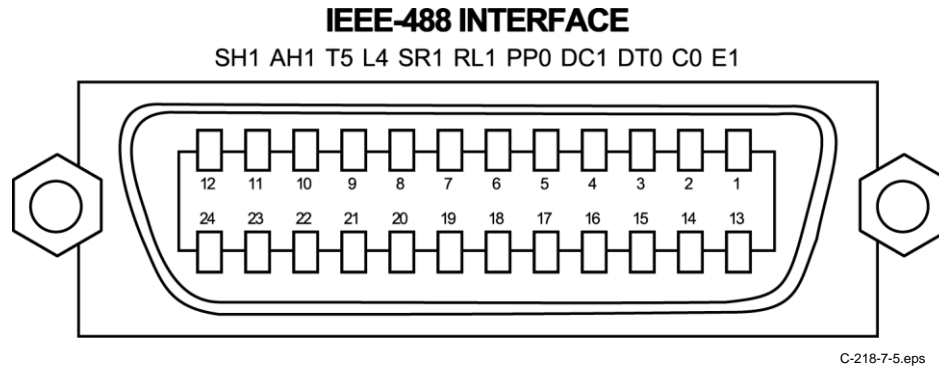 IEEE-488 INTERFACE
SH1 AH1 T5 L4 SR1 RL1 PP0 DC1 DT0 C0 E1
12 11 10 9 8 7 6 5 4 3 2 1
24 23 22 21 20 19 18 17 16 15 14 13
C-218-7-5.eps